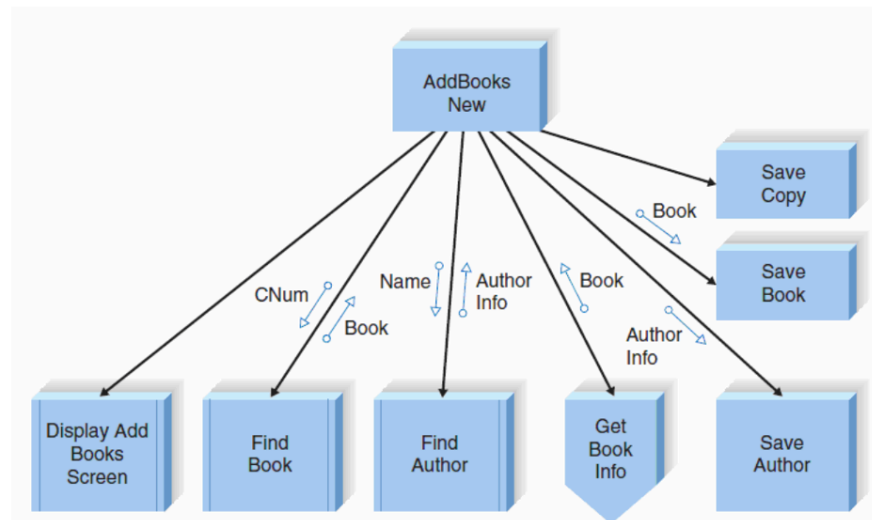 AddBooks
New
Save
Copy
Book
Save
Book
CNum
Book
Name
Author
Info
Book
Author
Info
Display Add
Books
Screen
Find
Book
Find
Author
Get
Book
Info
Save
Author